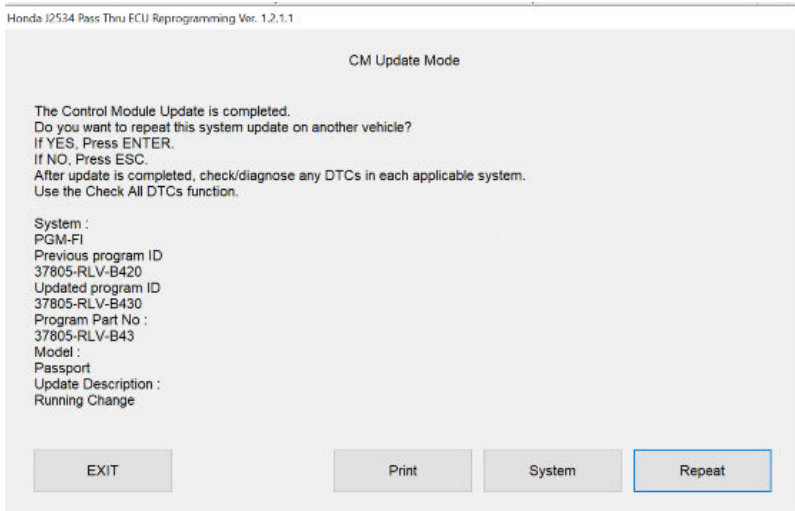 Honda J2534 Pass Thru ECU Reprogramming Ver. 1.2.1.1
CM Update Mode
The Control Module Update is completed.
Do you want to repeat this system update on another vehicle?
If YES, Press ENTER.
If NO, Press ESC.
After update is completed, check/diagnose any DTCs in each applicable system.
Use the Check All DTCs function.
System :
PGM-FI
Previous program ID
37805-RLV-B420
Updated program ID
37805-RLV-B430
Program Part No :
37805-RLV-B43
Model :
Passport
Update Description :
Running Change
EXIT
Print
System
Repeat